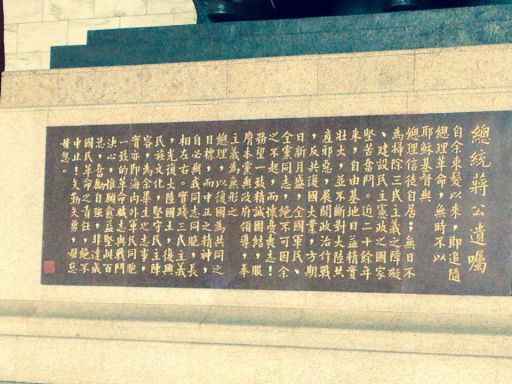 總統蔣公遺囑
自余束髮以來，即追隨
總理革命，無時不以
耶穌基督與
總理信徒自居；無日不
為掃除三民主義之障礙
、建設民主憲政之國家
，堅苦奮鬥。近二十餘年
來，自由基地日益精實
壯大，並不斷對大陸共
產邪惡，展開政治作戰
，反共復國大業，方期
日新月盛，全國軍民、
全黨同志，絕不可因余
之不起，而懷憂喪志！
務望一致精誠團結，服
膺本黨與政府領導，奉
主義為無形之
總理，以復國為共同之
目標，而中正之精神，
自必與我同志同胞，長
相左右。實踐三民主義
，光復大陸國土，復興
民族文化，堅守民主陣
容，為余畢生之志事，
實亦即海內外軍民同胞
一致的革命職志與戰鬥
決心。惟願愈益堅此百
忍，奮勵自強，非達成
國民革命之責任，絕不
中止！矢勤矢勇，毋怠
毋忽。